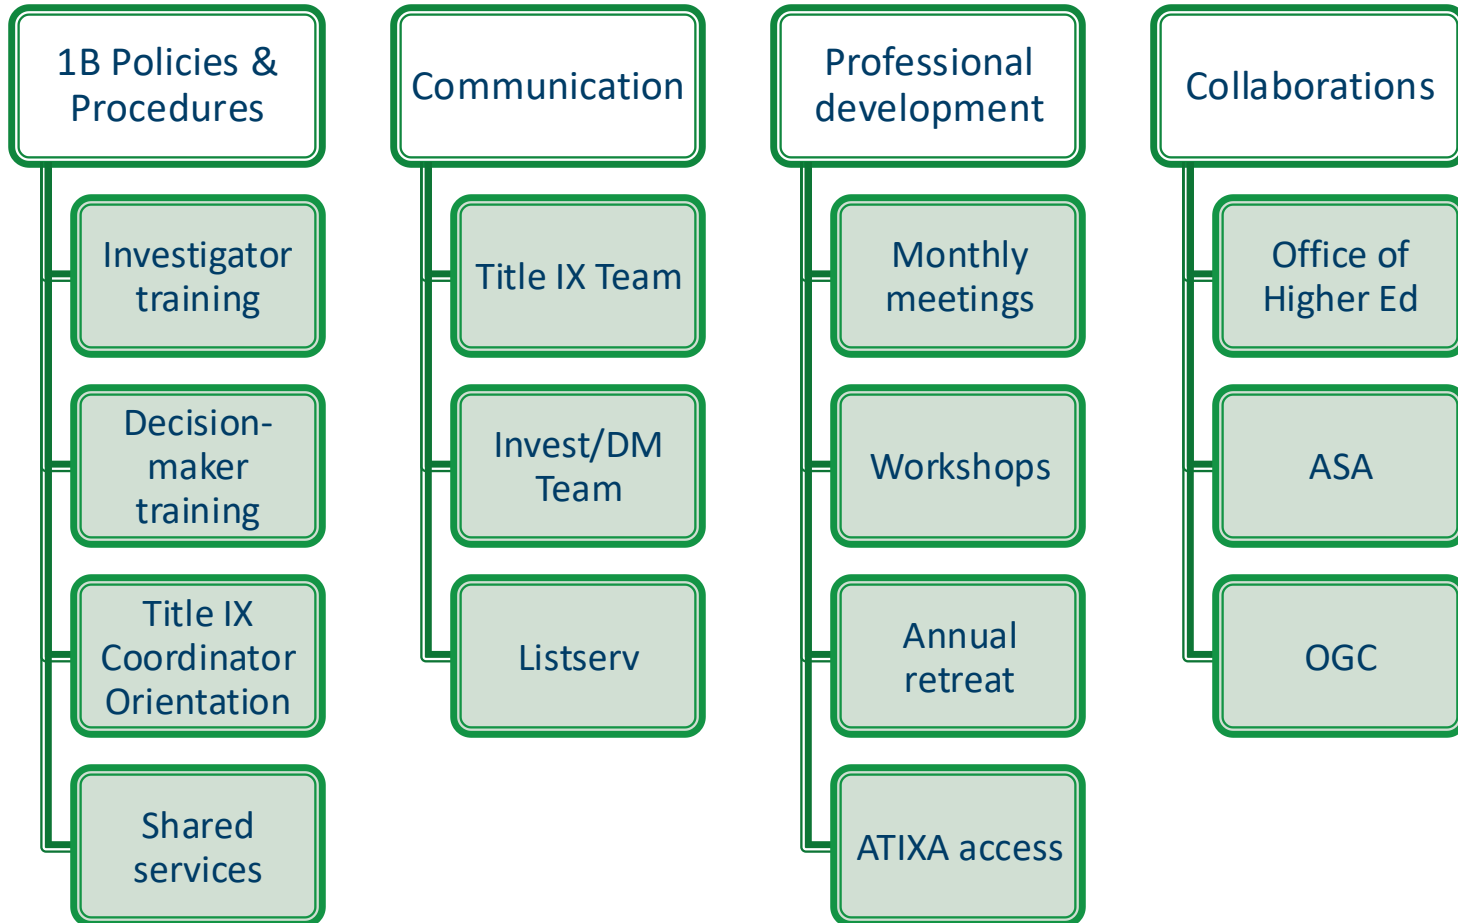 1B Policies &
Procedures
Investigator
training
Decision-
maker
training
Title IX
Coordinator
Orientation
Shared
services
Communication
Title IX Team
Invest/DM
Team
Listserv
Professional
development
Monthly
meetings
Workshops
Annual
retreat
ATIXA access
Collaborations
Office of
Higher Ed
ASA
OGC